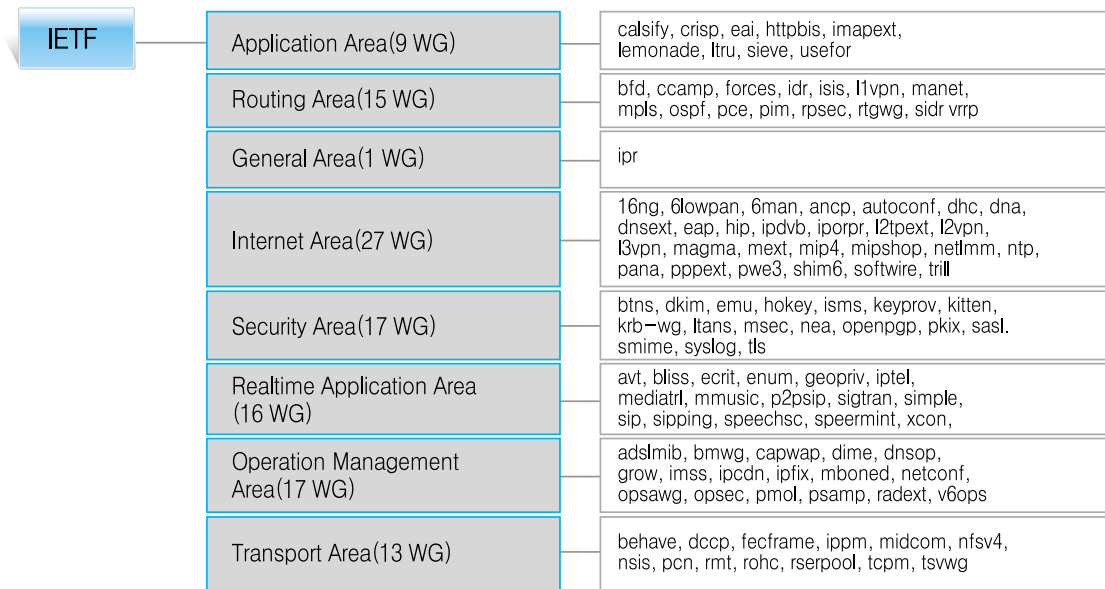 IETF
Application Area(9 WG)
calsify, crisp, eai, httpbis, imapext,
lemonade, ltru, sieve, usefor
Routing Area(15 WG)
bfd, ccamp, forces, idr, isis, l1vpn, manet,
mpls, ospf, pce, pim, rpsec, rtgwg, sidr vrrp
General Area(1 WG)
ipr
Internet Area(27 WG)
16ng, 6lowpan, 6man, ancp, autoconf, dhc, dna,
dnsext, eap, hip, ipdvb, iporpr, l2tpext, l2vpn,
l3vpn, magma, mext, mip4, mipshop, netlmm, ntp,
pana, pppext, pwe3, shim6, softwire, trill
Security Area(17 WG)
btns, dkim, emu, hokey, isms, keyprov, kitten,
krb-wg, ltans, msec, nea, openpgp, pkix, sasl.
smime, syslog, tls
Realtime Application Area
(16 WG)
avt, bliss, ecrit, enum, geopriv, iptel,
mediatrl, mmusic, p2psip, sigtran, simple,
sip, sipping, speechsc, speermint, xcon,
Operation Management
Area(17 WG)
adslmib, bmwg, capwap, dime, dnsop,
grow, imss, ipcdn, ipfix, mboned, netconf,
opsawg, opsec, pmol, psamp, radext, v6ops
Transport Area(13 WG)
behave, dccp, fecframe, ippm, midcom, nfsv4,
nsis, pcn, rmt, rohc, rserpool, tcpm, tsvwg